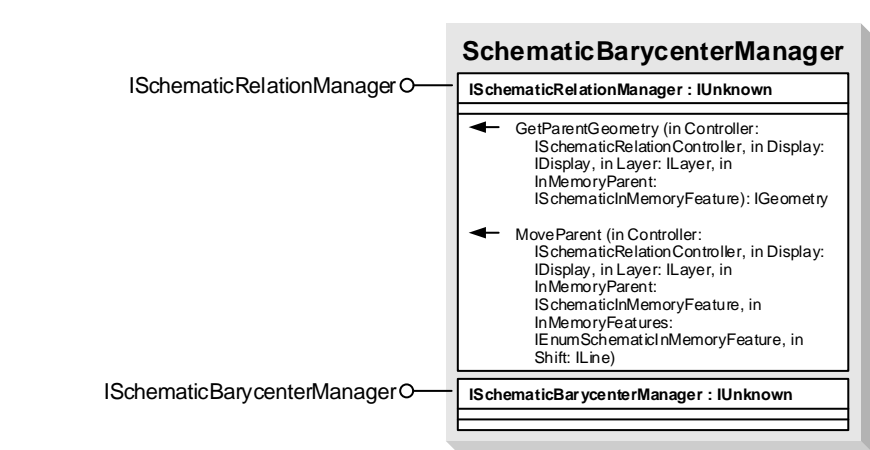 SchematicBarycenterManager
ISchematicRelationManager
ISchematicRelationManager : IUnknown
GetParentGeometry (in Controller:
ISchematicRelationController, in Display:
IDisplay, in Layer: ILayer, in
InMemoryParent:
ISchematicInMemoryFeature): IGeometry
MoveParent (in Controller:
ISchematicRelationController, in Display:
IDisplay, in Layer: ILayer, in
InMemoryParent:
ISchematicInMemoryFeature, in
InMemoryFeatures:
IEnumSchematicInMemoryFeature, in
Shift: ILine)
ISchematicBarycenterManager
ISchematicBarycenterManager : IUnknown